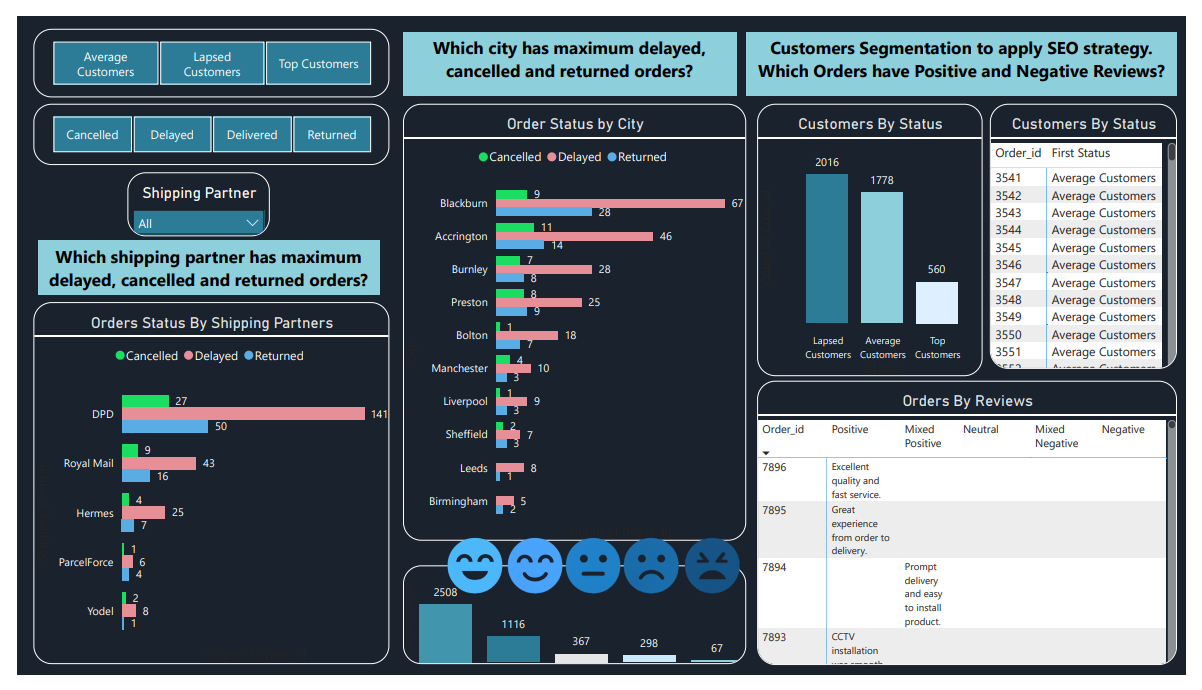 Average
Customers
Lapsed
Customers
Top Customers
Cancelled
Delayed
Delivered
Returned
Shipping Partner
All
Which shipping partner has maximum
delayed, cancelled and returned orders?
Orders Status By Shipping Partners
Cancelled Delayed Returned
DPD
27
141
50
Royal Mail
9
43
16
Hermes
4
25
7
ParcelForce
1
6
4
Yodel
2
8
1
Which city has maximum delayed,
cancelled and returned orders?
Order Status by City
Cancelled Delayed Returned
Blackburn
9
67
28
Accrington
11
46
14
Burnley
7
28
8
Preston
8
25
9
Bolton
1
18
7
Manchester
4
10
3
Liverpool
1
9
3
Sheffield
2
7
3
Leeds
8
1
Birmingham
5
2
2508
1116
367
298
67
Customers Segmentation to apply SEO strategy.
Which Orders have Positive and Negative Reviews?
Customers By Status
2016
1778
560
Lapsed
Customers
Average
Customers
Top
Customers
Customers By Status
Order_id First Status
3541 Average Customers
3542 Average Customers
3543 Average Customers
3544 Average Customers
3545 Average Customers
3546 Average Customers
3547 Average Customers
3548 Average Customers
3549 Average Customers
3550 Average Customers
3551 Average Customers
Orders By Reviews
Order_id
Positive
Mixed
Positive
Neutral
Mixed
Negative
Negative
7896
Excellent
quality and
fast service.
7895
Great
experience
from order to
delivery.
7894
Prompt
delivery
and easy
to install
product.
7893
CCTV
installation